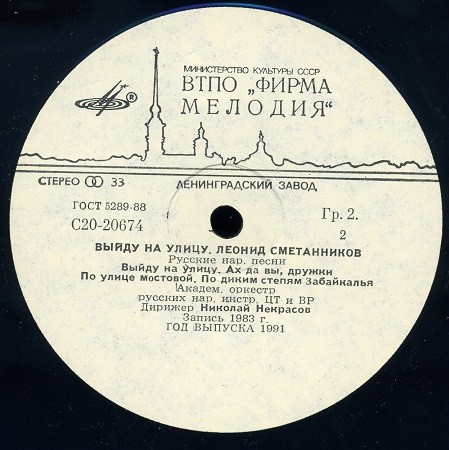 МИНИСТЕРСТВО КУЛЬТУРЫ СССР
ВТПО „ФИРМА
МЕЛОДИЯ“
®
СТЕРЕО 33
ЛЕНИНГРАДСКИЙ ЗАВОД
ГОСТ 5289-88
Гр. 2.
С20-20674
2
ВЫЙДУ НА УЛИЦУ. ЛЕОНИД СМЕТАННИКОВ
Русские нар. песни
Выйду на улицу. Ах да вы, дружки
По улице мостовой. По диким степям Забайкалья
Академ. оркестр
русских нар. инстр. ЦТ и ВР
Дирижер Николай Некрасов
Запись 1983 г.
ГОД ВЫПУСКА 1991